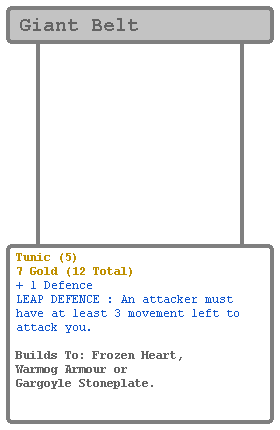 Giant Belt
Tunic (5)
7 Gold (12 Total)
+ 1 Defence
LEAP DEFENCE : An attacker must
have at least 3 movement left to
attack you.
Builds To: Frozen Heart,
Warmog Armour or
Gargoyle Stoneplate.